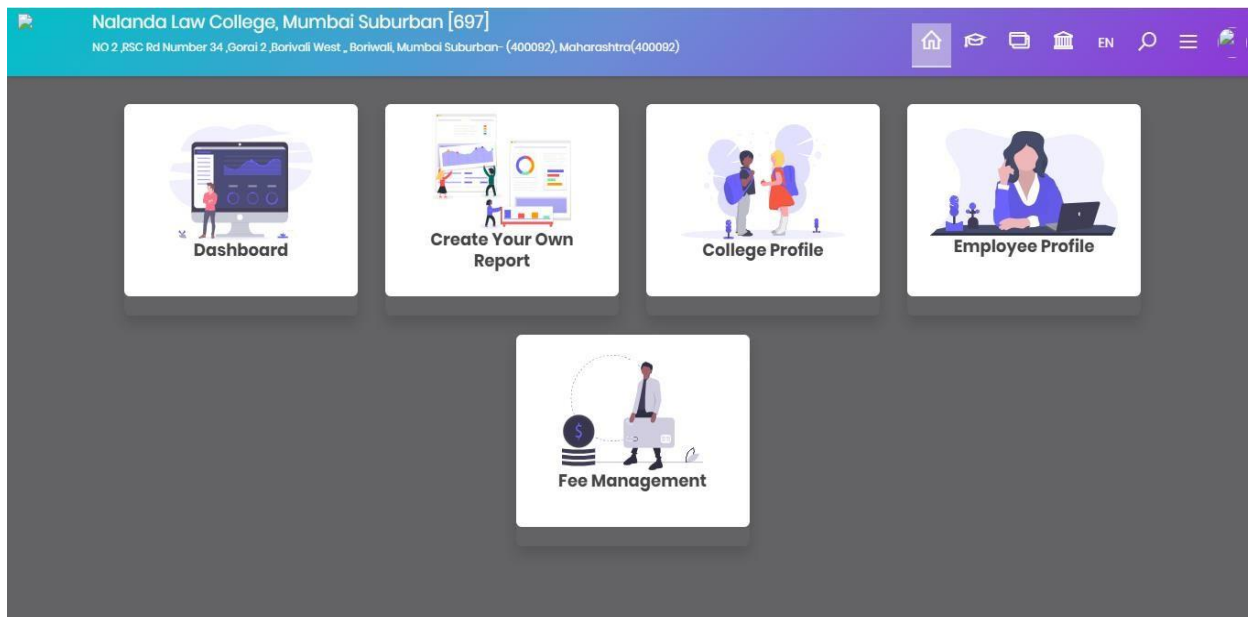 Nalanda Law College, Mumbai Suburban [697]
NO 2 ,RSC Rd Number 34 ,Gorai 2 ,Borivali West ,, Boriwali, Mumbai Suburban- (400092), Maharashtra(400092)
EN
Dashboard
Create Your Own
Report
College Profile
Employee Profile
$
Fee Management